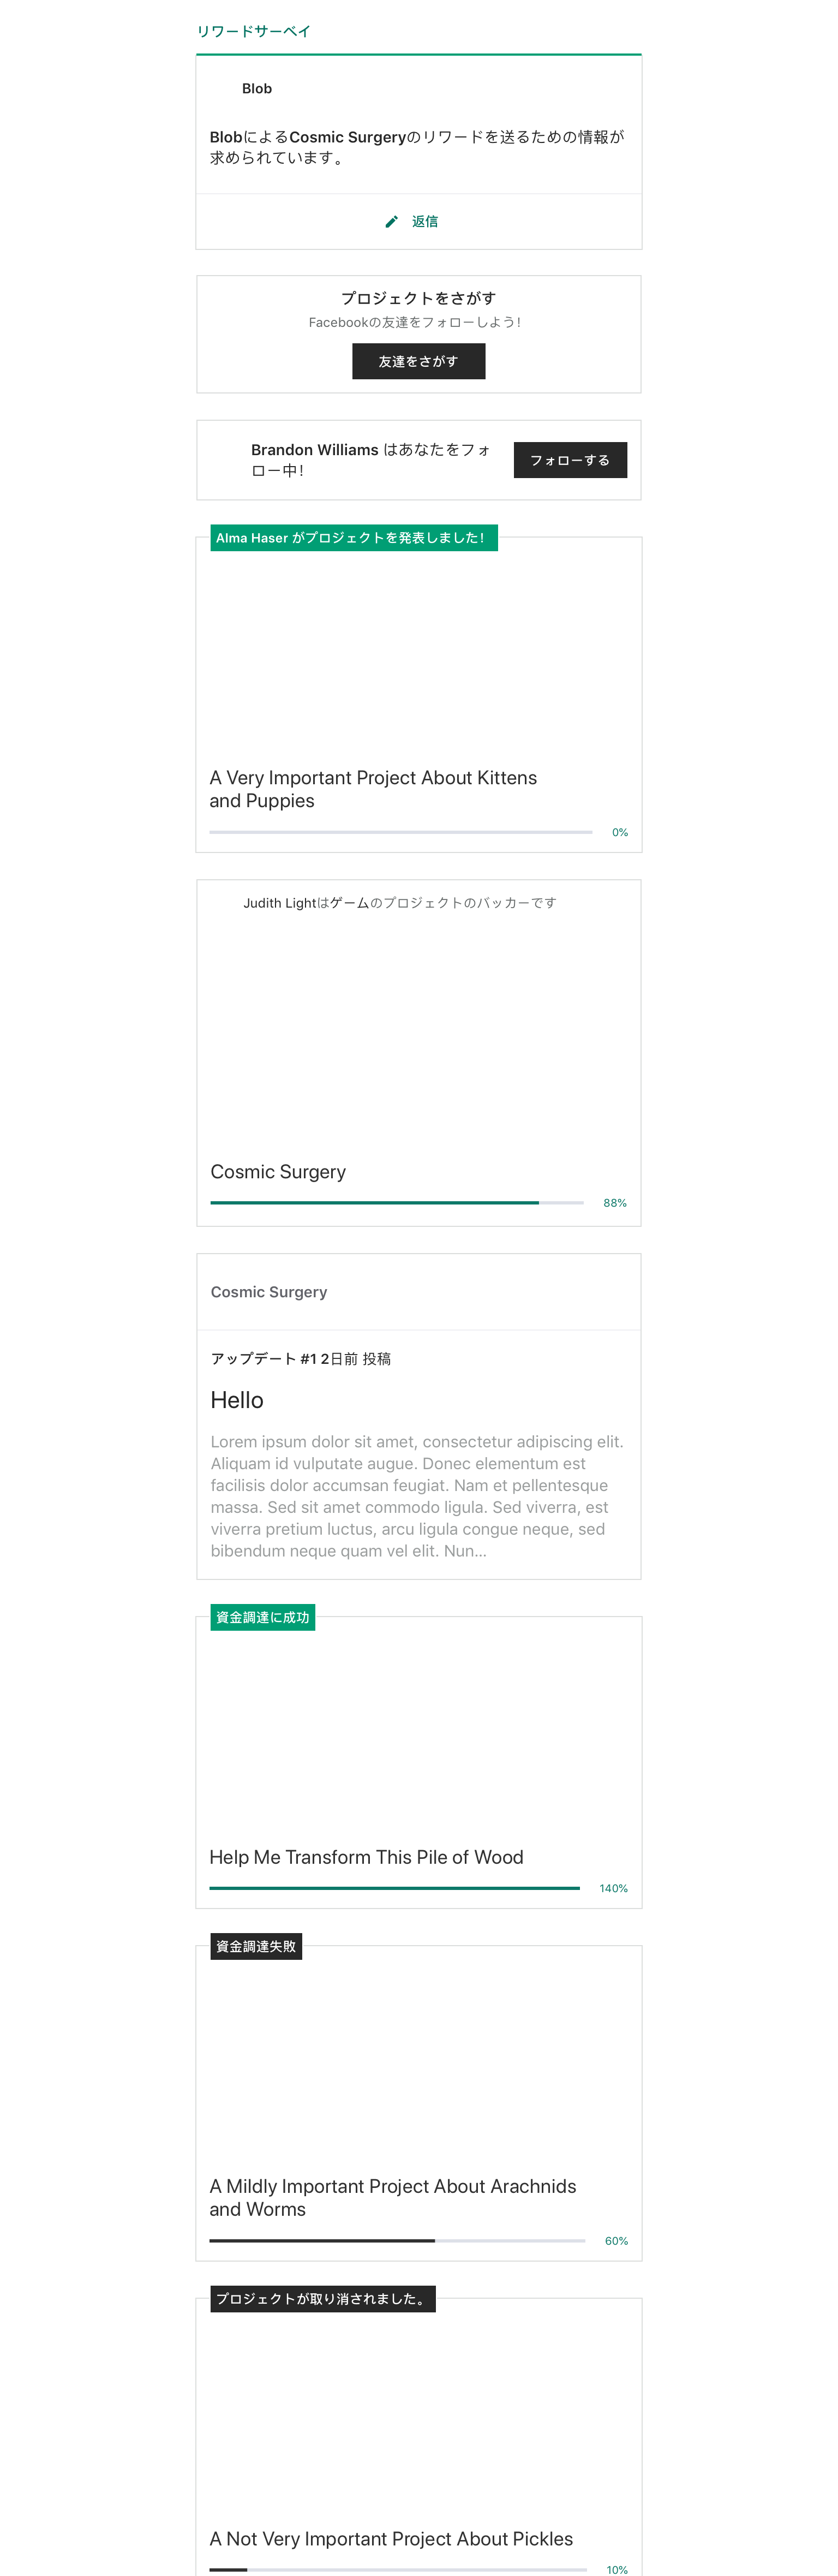 リワードサーベイ
Blob
BlobによるCosmic Surgeryのリワードを送るための情報が
求められています。
返信
プロジェクトをさがす
Facebookの友達をフォローしよう！
友達をさがす
Brandon Williams はあなたをフォ
ロー中！
フォローする
Alma Haser がプロジェクトを発表しました！
A Very Important Project About Kittens
and Puppies
0%
Judith Lightはゲームのプロジェクトのバッカーです
Cosmic Surgery
88%
Cosmic Surgery
アップデート #1 2日前 投稿
Hello
Lorem ipsum dolor sit amet, consectetur adipiscing elit.
Aliquam id vulputate augue. Donec elementum est
facilisis dolor accumsan feugiat. Nam et pellentesque
massa. Sed sit amet commodo ligula. Sed viverra, est
viverra pretium luctus, arcu ligula congue neque, sed
bibendum neque quam vel elit. Nun...
資金調達に成功
Help Me Transform This Pile of Wood
140%
資金調達失敗
A Mildly Important Project About Arachnids
and Worms
60%
プロジェクトが取り消されました。
A Not Very Important Project About Pickles
10%